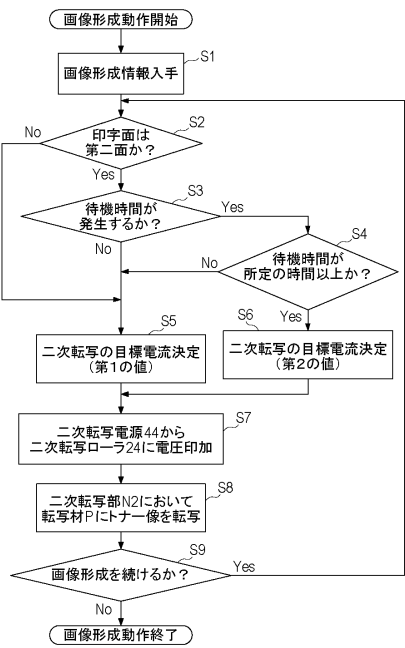 画像形成動作開始
S1
画像形成情報入手
S2
No
印字面は
第二面か？
Yes
S3
待機時間が
発生するか？
Yes
No
S4
待機時間が
所定の時間以上か？
No
Yes
S5
二次転写の目標電流決定
(第1の値)
S6
二次転写の目標電流決定
(第2の値)
S7
二次転写電源44から
二次転写ローラ24に電圧印加
S8
二次転写部N2において
転写材Pにトナー像を転写
S9
画像形成を続けるか？
Yes
No
画像形成動作終了